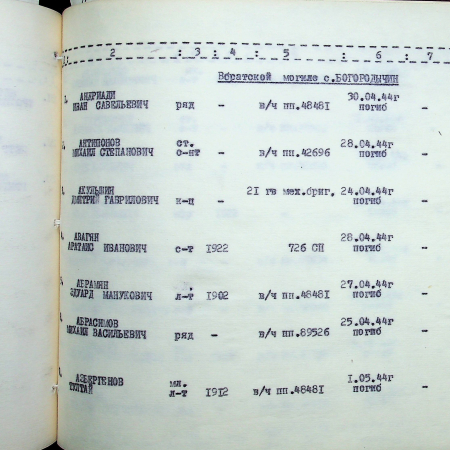 2 : 3 : 4 : 5 : 6 : 7
Вбратской могиле с.БОГОРОДЫЧИН
АНДРИАДИ 30.04.44г
ИВАН САВЕЛЬЕВИЧ ряд - в/ч пп.48481 погиб -
АНТИПОНОВ ст. 28.04.44г
МИХАИЛ СТЕПАНОВИЧ с-нт - в/ч пп.42696 погиб -
АКУЛЬШИН 21 гв мех.бриг, 24.04.44г
ДМИТРИЙ ГАВРИЛОВИЧ к-ц - погиб -
АВАГЯН 28.04.44г
ИВАНОВИЧ с-т 1922 726 СП погиб -
АБРАМЯН 27.04.44г
ЭДУАРД МАНУКОВИЧ л-т 1902 в/ч пп.48481 погиб -
АБРАСИМОВ 25.04.44г
МИХАИЛ ВАСИЛЬЕВИЧ ряд - в/ч пп.89526 погиб -
АЗБЕРГЕНОВ мл. 1.05.44г
л-т 1912 в/ч пп.48481 погиб -